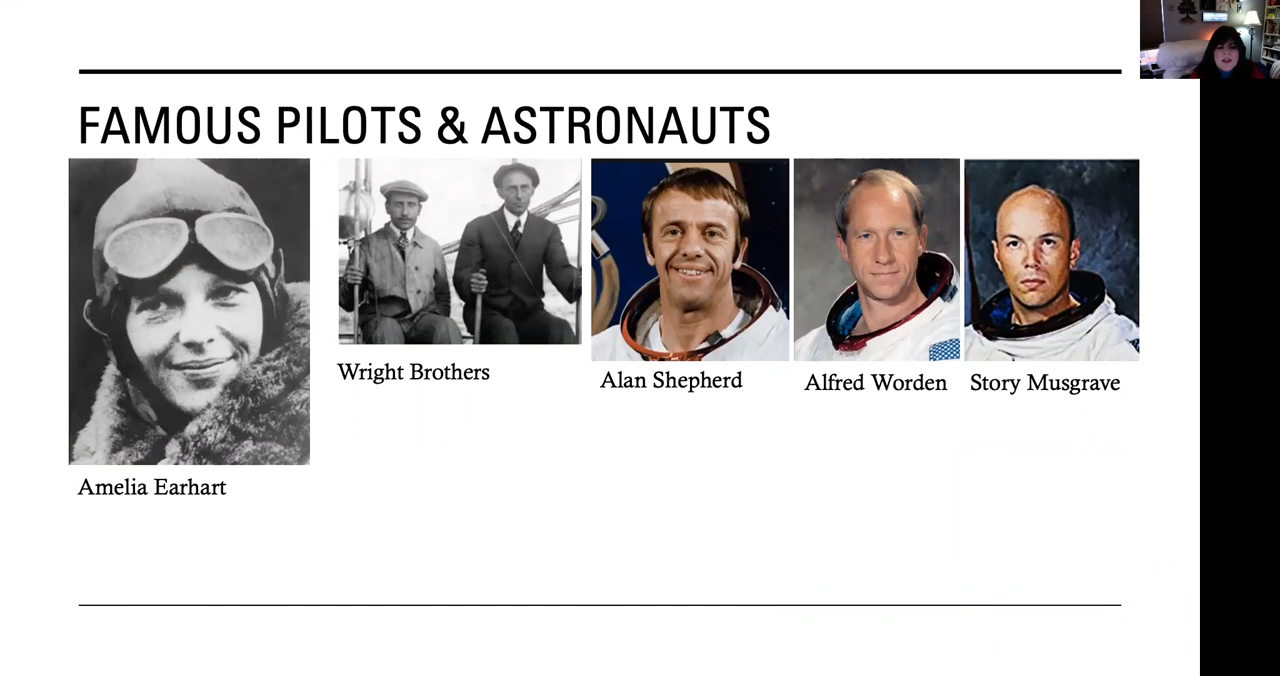 FAMOUS PILOTS & ASTRONAUTS
Wright Brothers
Alan Shepherd
Alfred Worden
Story Musgrave
Amelia Earhart